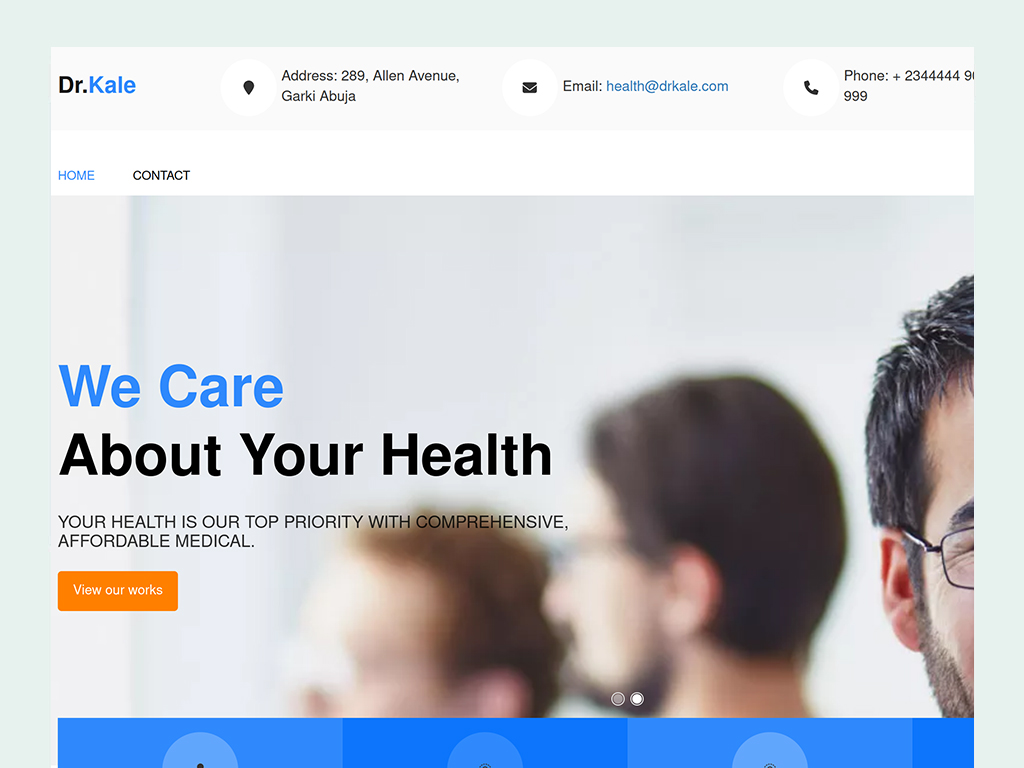 Dr.Kale
Address: 289, Allen Avenue,
Garki Abuja
Email: health@drkale.com
Phone: + 2344444 9
999
HOME
CONTACT
We Care
About Your Health
YOUR HEALTH IS OUR TOP PRIORITY WITH COMPREHENSIVE,
AFFORDABLE MEDICAL.
View our works